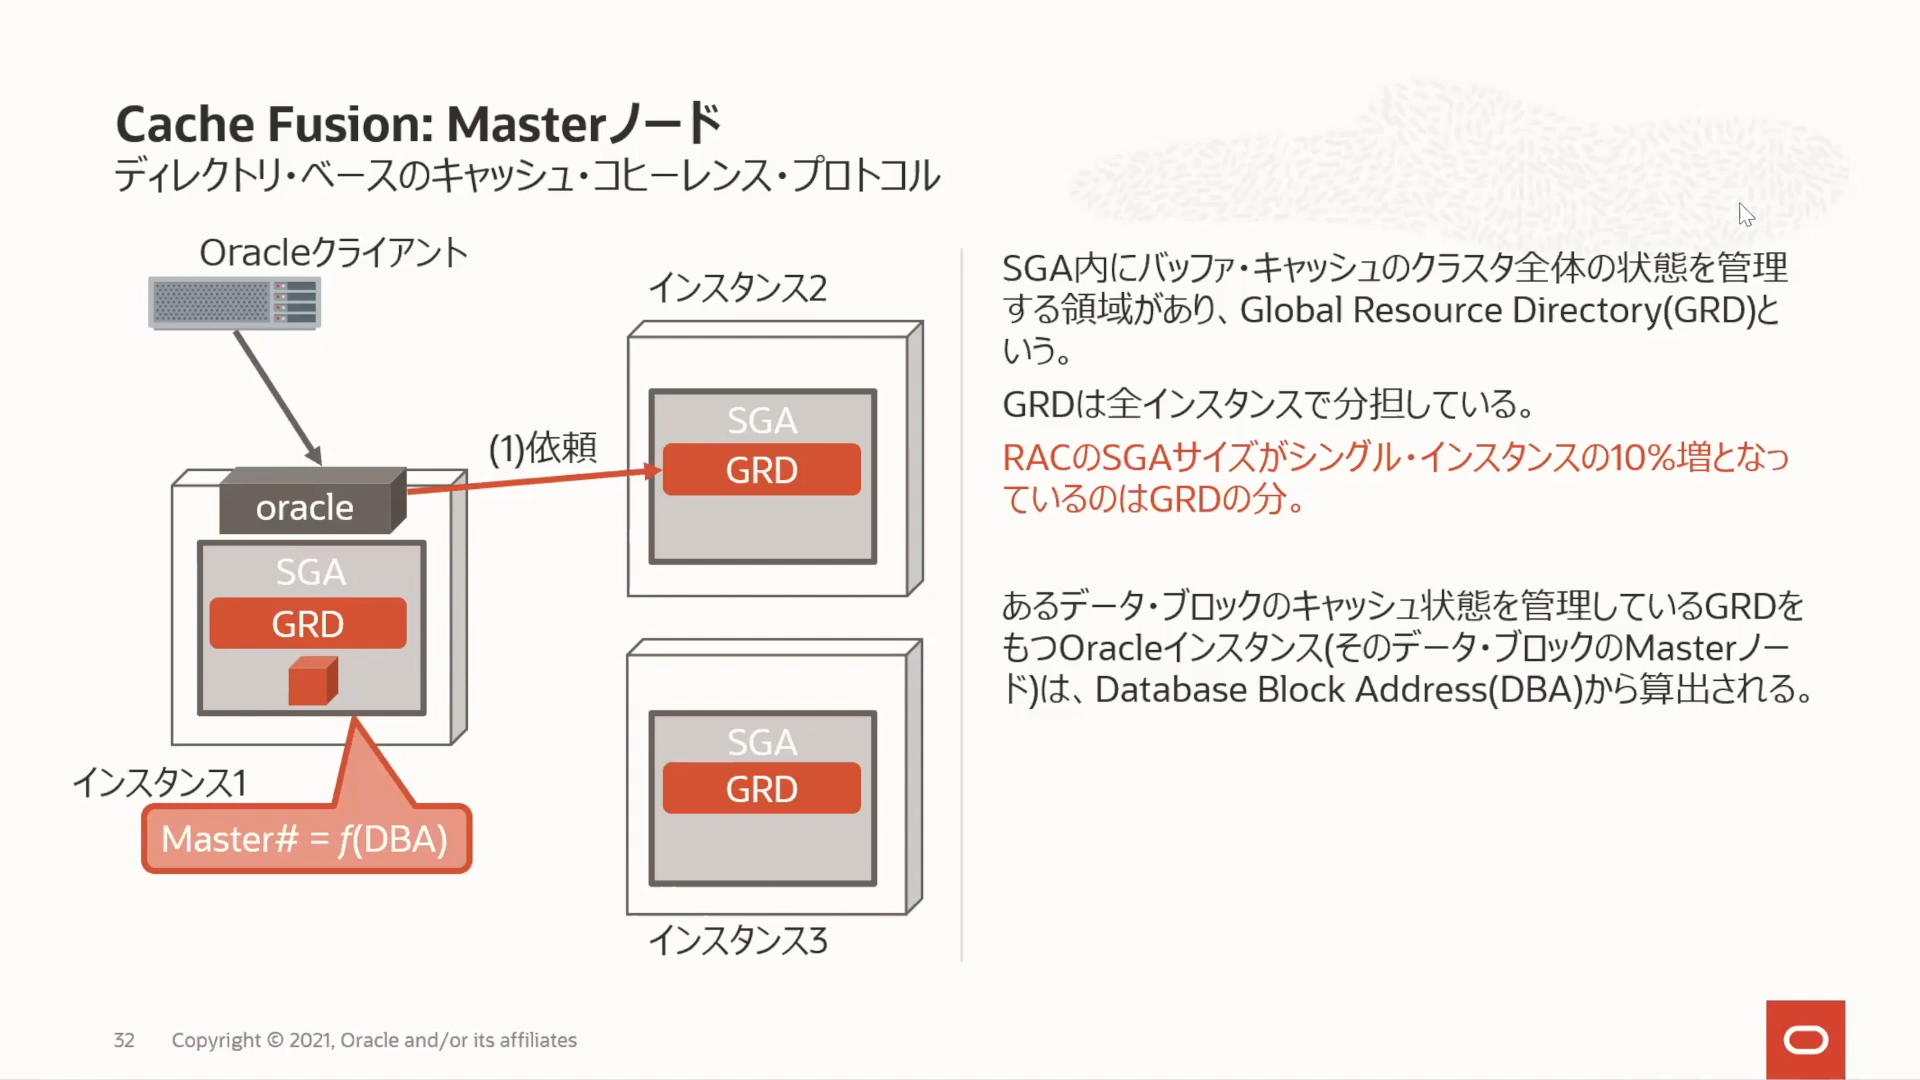 Cache Fusion: Masterノード
ディレクトリ・ベースのキャッシュ・コヒーレンス・プロトコル
Oracleクライアント
インスタンス2
SGA
GRD
(1)依頼
oracle
SGA
GRD
インスタンス1
Master# = f(DBA)
SGA
GRD
インスタンス3
SGA内にバッファ・キャッシュのクラスタ全体の状態を管理
する領域があり、Global Resource Directory(GRD)と
いう。
GRDは全インスタンスで分担している。
RACのSGAサイズがシングル・インスタンスの10%増となっ
ているのはGRDの分。
あるデータ・ブロックのキャッシュ状態を管理しているGRDを
もつOracleインスタンス(そのデータ・ブロックのMasterノー
ド)は、Database Block Address(DBA)から算出される。
32 Copyright © 2021, Oracle and/or its affiliates